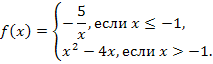 f(x) = { -5/x, если x ≤ -1,
x² - 4x, если x > -1.